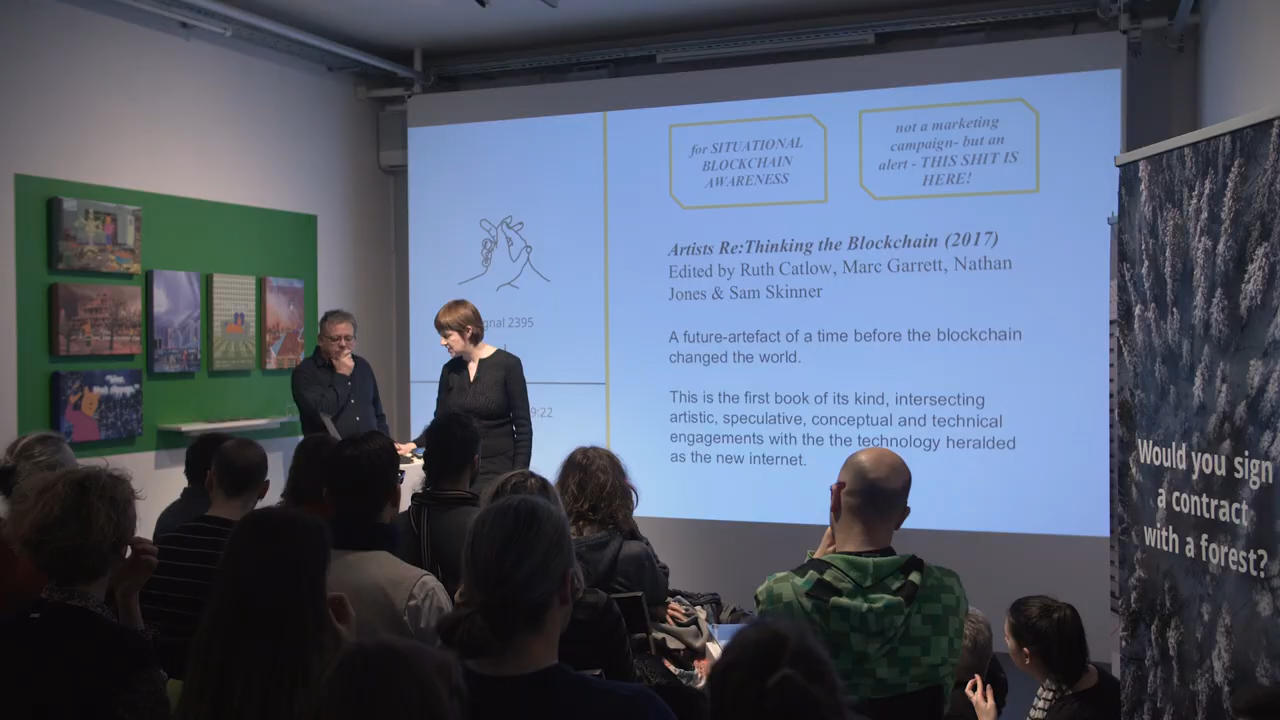 for SITUATIONAL
BLOCKCHAIN
AWARENESS
not a marketing
campaign- but an
alert - THIS SHIT IS
HERE!
Artists Re:Thinking the Blockchain (2017)
Edited by Ruth Catlow, Marc Garrett, Nathan
Jones & Sam Skinner
A future-artefact of a time before the blockchain
changed the world.
This is the first book of its kind, intersecting
artistic, speculative, conceptual and technical
engagements with the the technology heralded
as the new internet.
2395
9:22
Would you sign
a contract
with a forest?